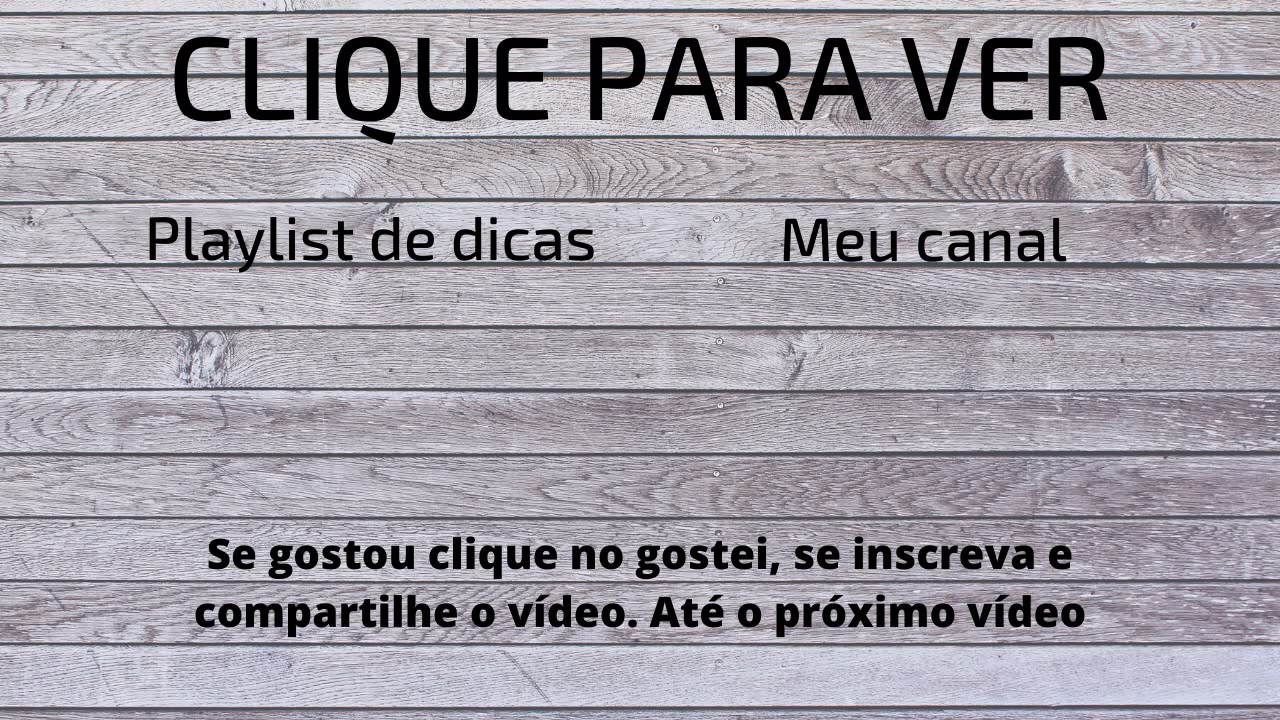 CLIQUE PARA VER
Playlist de dicas
Meu canal
Se gostou clique no gostei, se inscreva e
compartilhe o vídeo. Até o próximo vídeo